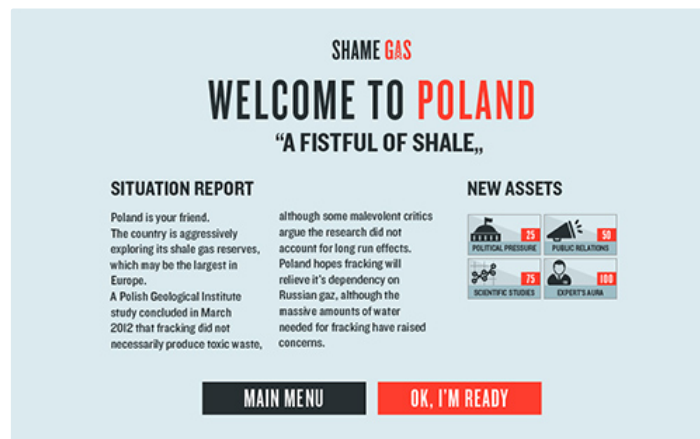 SHAME GAS
WELCOME TO POLAND
“A FISTFUL OF SHALE„
SITUATION REPORT
Poland is your friend.
The country is aggressively
exploring its shale gas reserves,
which may be the largest in
Europe.
A Polish Geological Institute
study concluded in March
2012 that fracking did not
necessarily produce toxic waste,
although some malevolent critics
argue the research did not
account for long run effects.
Poland hopes fracking will
relieve it's dependency on
Russian gaz, although the
massive amounts of water
needed for fracking have raised
concerns.
NEW ASSETS
25
POLITICAL PRESSURE
50
PUBLIC RELATIONS
75
SCIENTIFIC STUDIES
100
EXPERT'S AURA
MAIN MENU
OK, I'M READY